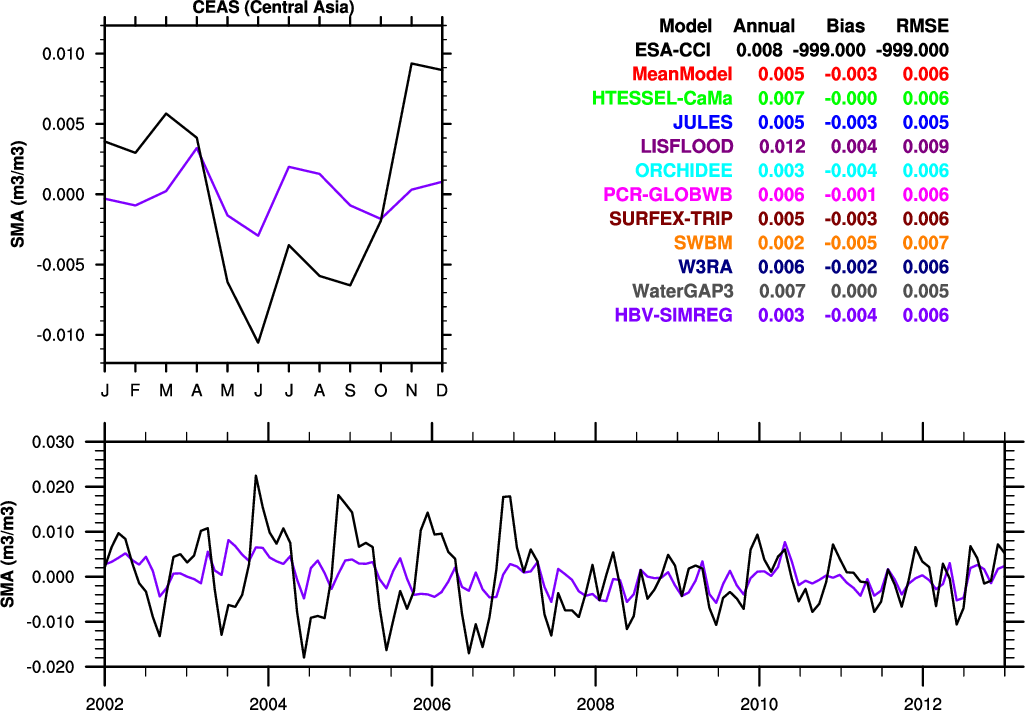 CEAS (Central Asia)
SMA (m3/m3)
0.010
0.005
0.000
-0.005
-0.010
J F M A M J J A S O N D
Model Annual Bias RMSE
ESA-CCI 0.008 -999.000 -999.000
MeanModel 0.005 -0.003 0.006
HTESSEL-CaMa 0.007 -0.000 0.006
JULES 0.005 -0.003 0.005
LISFLOOD 0.012 0.004 0.009
ORCHIDEE 0.003 -0.004 0.006
PCR-GLOBWB 0.006 -0.001 0.006
SURFEX-TRIP 0.005 -0.003 0.006
SWBM 0.002 -0.005 0.007
W3RA 0.006 -0.002 0.006
WaterGAP3 0.007 0.000 0.005
HBV-SIMREG 0.003 -0.004 0.006
SMA (m3/m3)
0.030
0.020
0.010
0.000
-0.010
-0.020
2002 2004 2006 2008 2010 2012